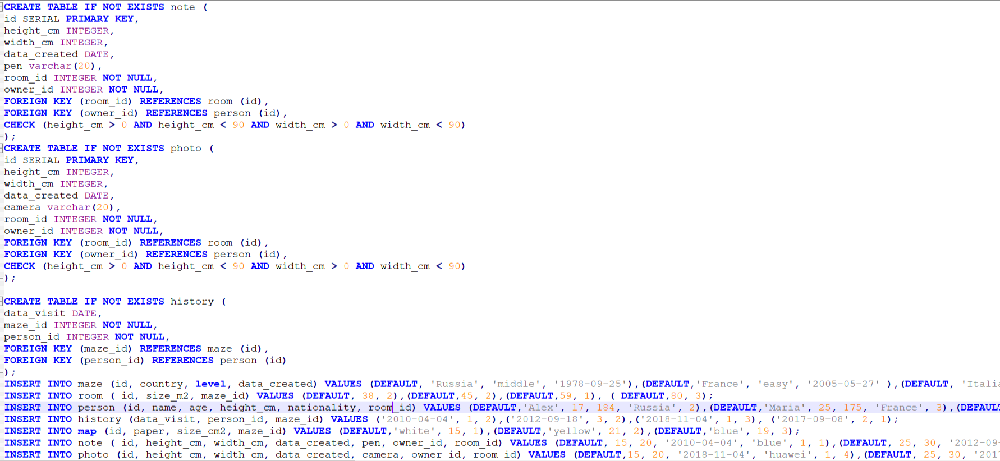 CREATE TABLE IF NOT EXISTS note (
id SERIAL PRIMARY KEY,
height_cm INTEGER,
width_cm INTEGER,
data_created DATE,
pen varchar(20),
room_id INTEGER NOT NULL,
owner_id INTEGER NOT NULL,
FOREIGN KEY (room_id) REFERENCES room (id),
FOREIGN KEY (owner_id) REFERENCES person (id),
CHECK (height_cm > 0 AND height_cm < 90 AND width_cm > 0 AND width_cm < 90)
);
CREATE TABLE IF NOT EXISTS photo (
id SERIAL PRIMARY KEY,
height_cm INTEGER,
width_cm INTEGER,
data_created DATE,
camera varchar(20),
room_id INTEGER NOT NULL,
owner_id INTEGER NOT NULL,
FOREIGN KEY (room_id) REFERENCES room (id),
FOREIGN KEY (owner_id) REFERENCES person (id),
CHECK (height_cm > 0 AND height_cm < 90 AND width_cm > 0 AND width_cm < 90)
);
CREATE TABLE IF NOT EXISTS history (
data_visit DATE,
maze_id INTEGER NOT NULL,
person_id INTEGER NOT NULL,
FOREIGN KEY (maze_id) REFERENCES maze (id),
FOREIGN KEY (person_id) REFERENCES person (id)
);
INSERT INTO maze (id, country, level, data_created) VALUES (DEFAULT, 'Russia', 'middle', '1978-09-25'),(DEFAULT,'France', 'easy', '2005-05-27' ),(DEFAULT, 'Italia
INSERT INTO room ( id, size_m2, maze_id) VALUES (DEFAULT, 38, 2),(DEFAULT,45, 2),(DEFAULT,59, 1), ( DEFAULT,80, 3);
INSERT INTO person (id, name, age, height_cm, nationality, room_id) VALUES (DEFAULT,'Alex', 17, 184, 'Russia', 2),(DEFAULT,'Maria', 25, 175, 'France', 3),(DEFAUL
INSERT INTO history (data_visit, person_id, maze_id) VALUES ('2010-04-04', 1, 2),('2012-09-18', 3, 2),('2018-11-04', 1, 3), ('2017-09-08', 2, 1);
INSERT INTO map (id, paper, size_cm2, maze_id) VALUES (DEFAULT,'white', 15, 1),(DEFAULT,'yellow', 21, 2),(DEFAULT,'blue', 19, 3);
INSERT INTO note ( id, height_cm, width_cm, data_created, pen, owner_id, room_id) VALUES (DEFAULT, 15, 20, '2010-04-04', 'blue', 1, 1),(DEFAULT, 25, 30, '2012-09-
INSERT INTO photo (id, height_cm, width_cm, data_created, camera, owner_id, room_id) VALUES (DEFAULT,15, 20, '2018-11-04', 'huawei', 1, 4),(DEFAULT, 25, 30, '201